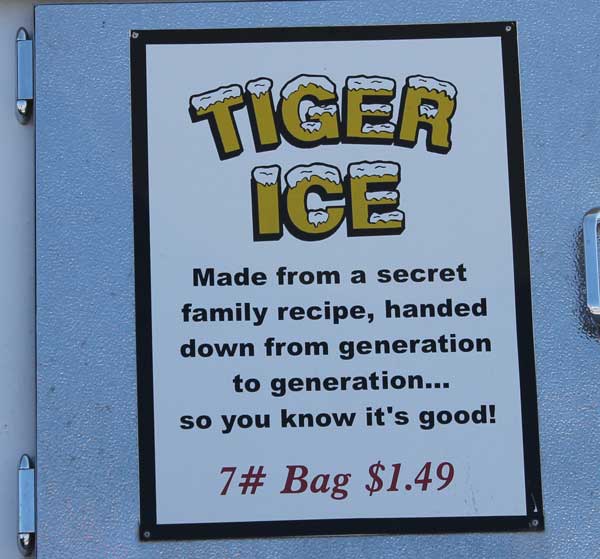 TIGER
ICE
Made from a secret
family recipe, handed
down from generation
to generation...
so you know it's good!
7# Bag $1.49